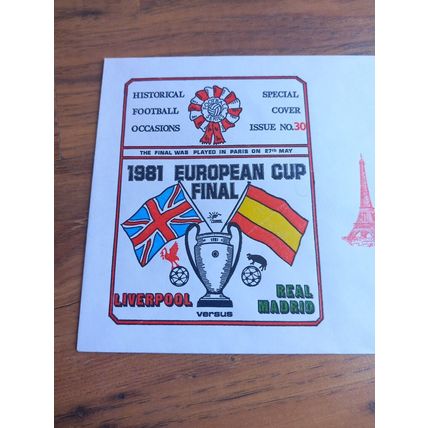 HISTORICAL SPECIAL
FOOTBALL COVER
OCCASIONS ISSUE NO.30
THE FINAL WAS PLAYED IN PARIS ON 27th MAY
1981 EUROPEAN CUP
FINAL
LIVERPOOL
REAL
MADRID
versus